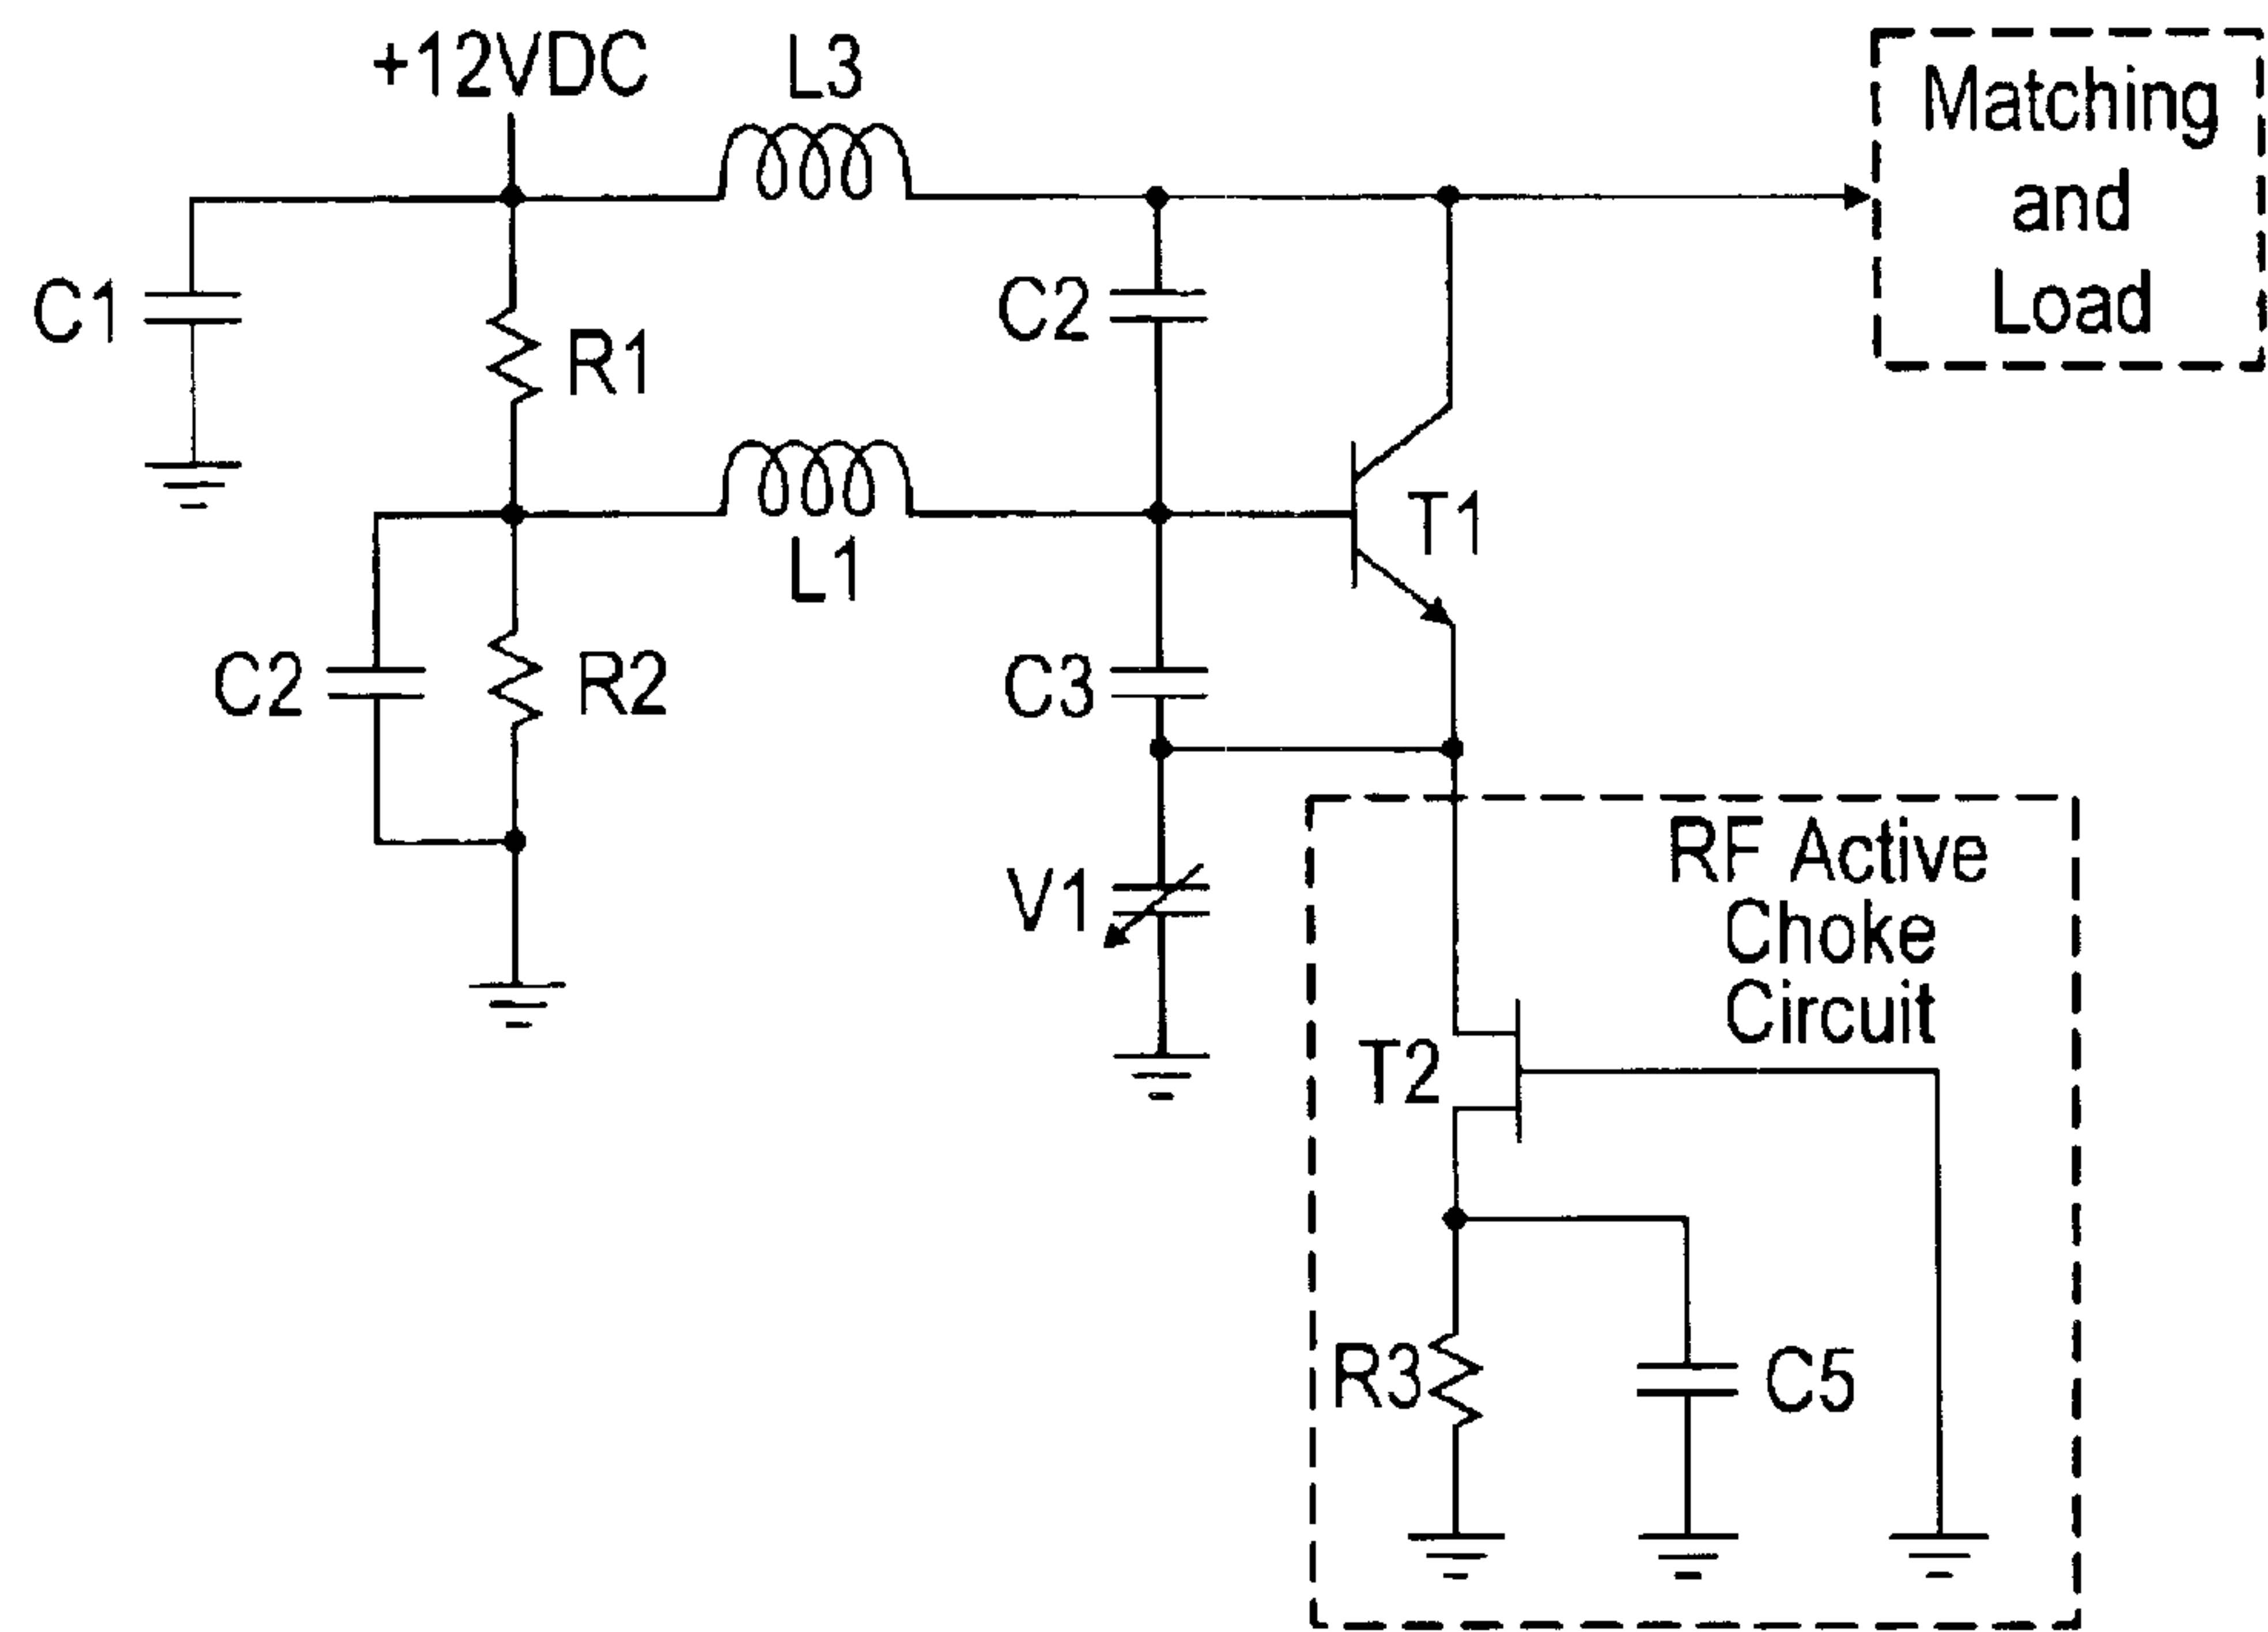 +12VDC
L3
Matching
and
Load
C1
R1
C2
L1
T1
C2
R2
C3
V1
RF Active
Choke
Circuit
T2
R3
C5